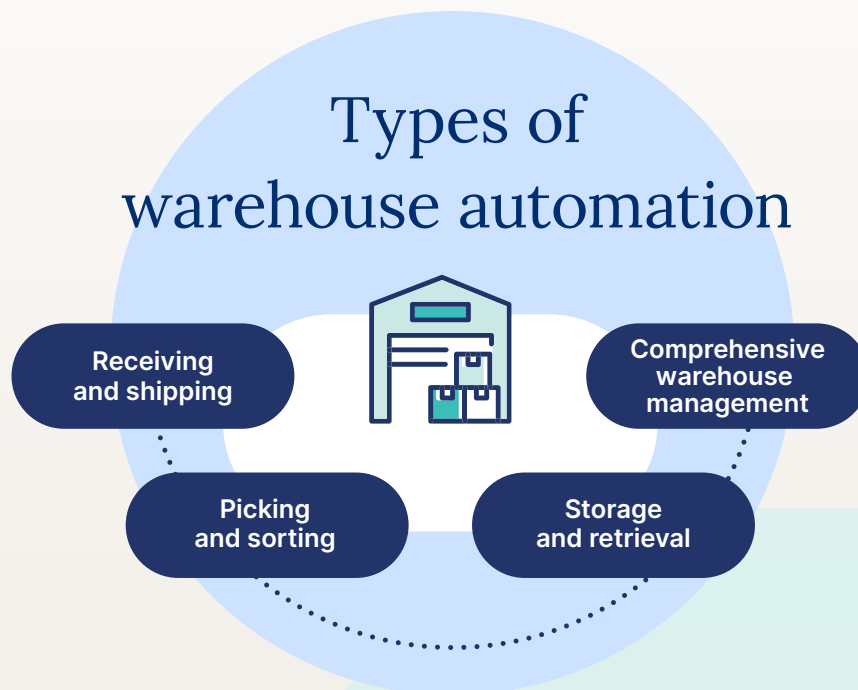 Types of
warehouse automation
Receiving
and shipping
Comprehensive
warehouse
management
Picking
and sorting
Storage
and retrieval